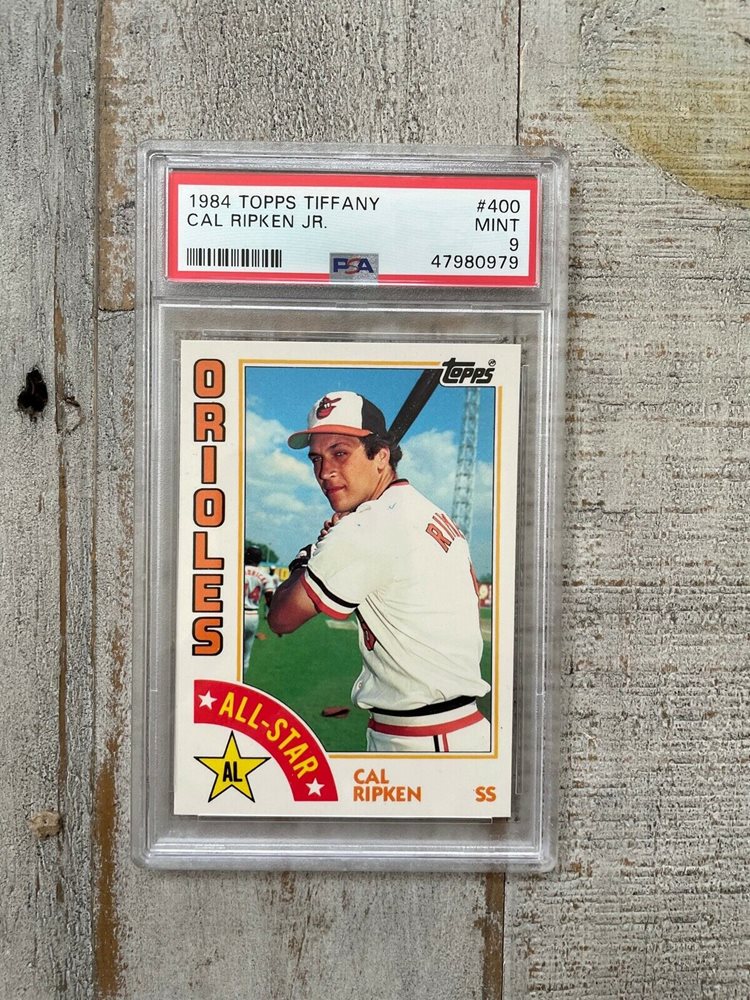 1984 TOPPS TIFFANY #400
CAL RIPKEN JR. MINT
9
PSA 47980979
Topps
ORIOLES
ALL-STAR
AL
CAL
RIPKEN SS